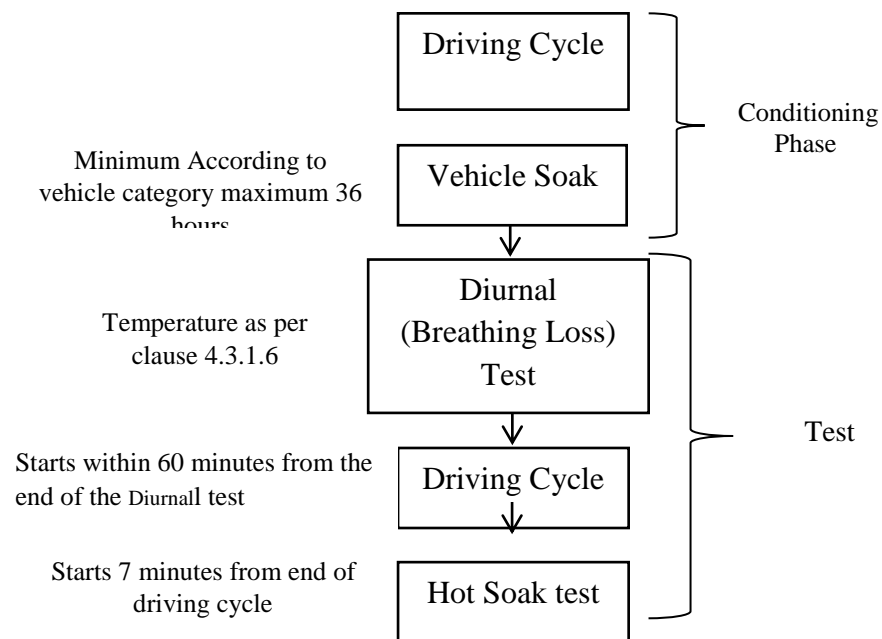 Driving Cycle
Conditioning
Phase
Minimum According to
vehicle category maximum 36
hours
Vehicle Soak
Diurnal
(Breathing Loss)
Test
Temperature as per
clause 4.3.1.6
Test
Starts within 60 minutes from the
end of the Diurnall test
Driving Cycle
Starts 7 minutes from end of
driving cycle
Hot Soak test